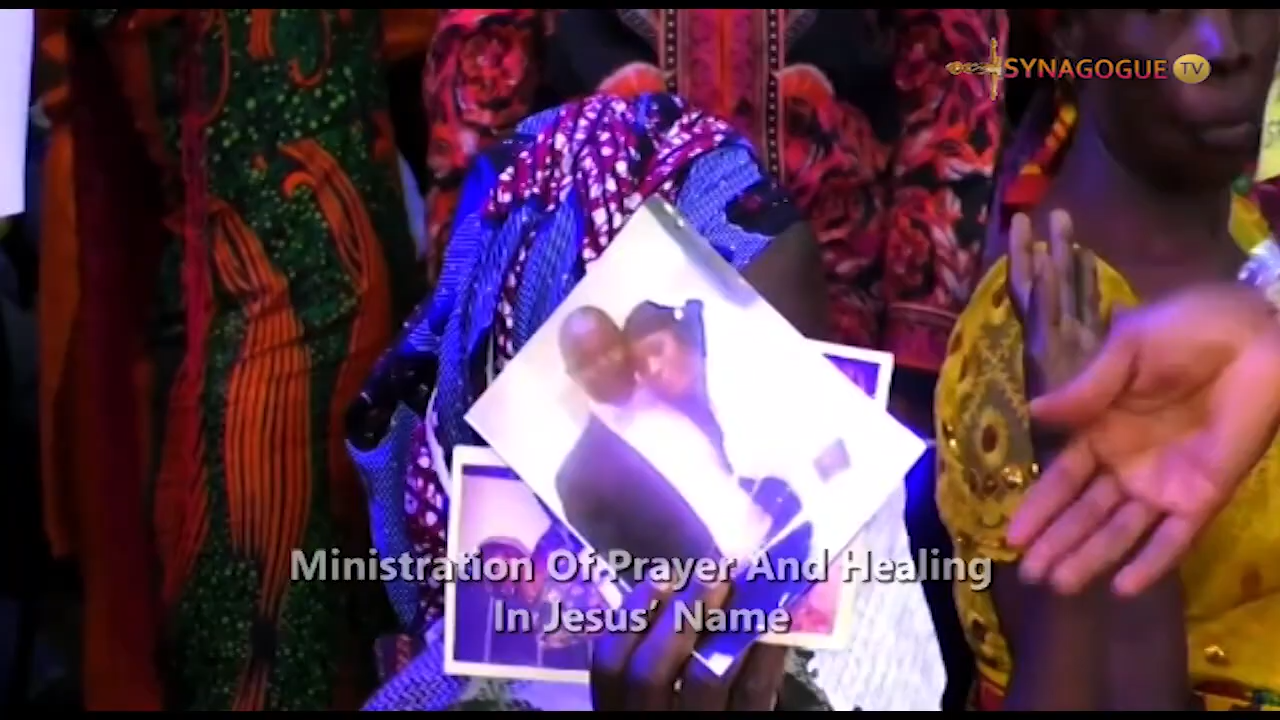 SYNAGOGUE TV
Ministration Of Prayer And Healing
In Jesus’ Name